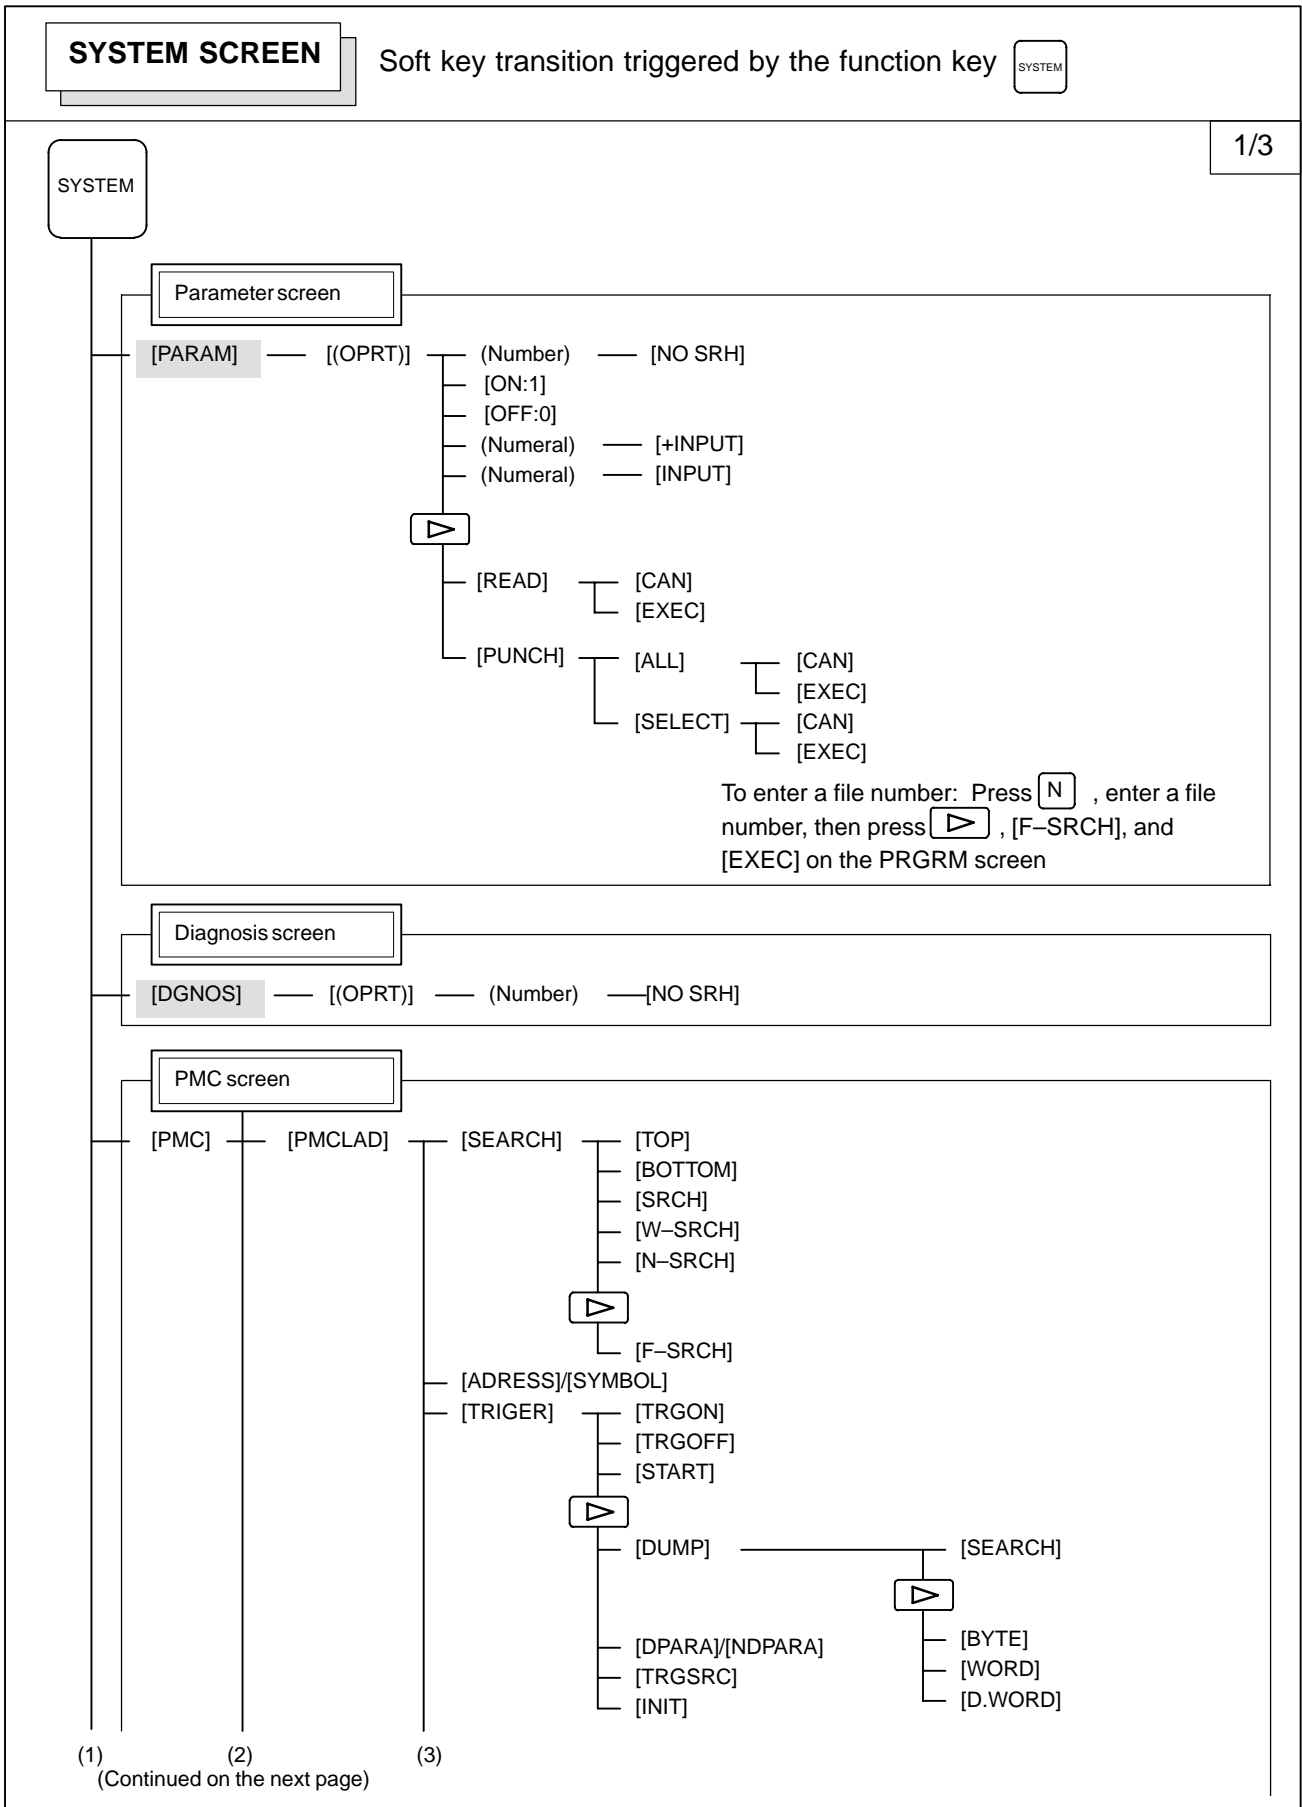 SYSTEM SCREEN
Soft key transition triggered by the function key
SYSTEM
1/3
SYSTEM
Parameter screen
[PARAM] [(OPRT)] (Number) [NO SRH]
[ON:1]
[OFF:0]
(Numeral) [+INPUT]
(Numeral) [INPUT]
[READ] [CAN]
[EXEC]
[PUNCH] [ALL] [CAN]
[EXEC]
[SELECT] [CAN]
[EXEC]
To enter a file number: Press N , enter a file
number, then press , [F–SRCH], and
[EXEC] on the PRGRM screen
Diagnosis screen
[DGNOS] [(OPRT)] (Number) [NO SRH]
PMC screen
[PMC] [PMCLAD] [SEARCH] [TOP]
[BOTTOM]
[SRCH]
[W–SRCH]
[N–SRCH]
[F–SRCH]
[ADRESS]/[SYMBOL]
[TRIGER] [TRGON]
[TRGOFF]
[START]
[DUMP] [SEARCH]
[DPARA]/[NDPARA] [BYTE]
[TRGSRC] [WORD]
[INIT] [D.WORD]
(1) (2) (3)
(Continued on the next page)